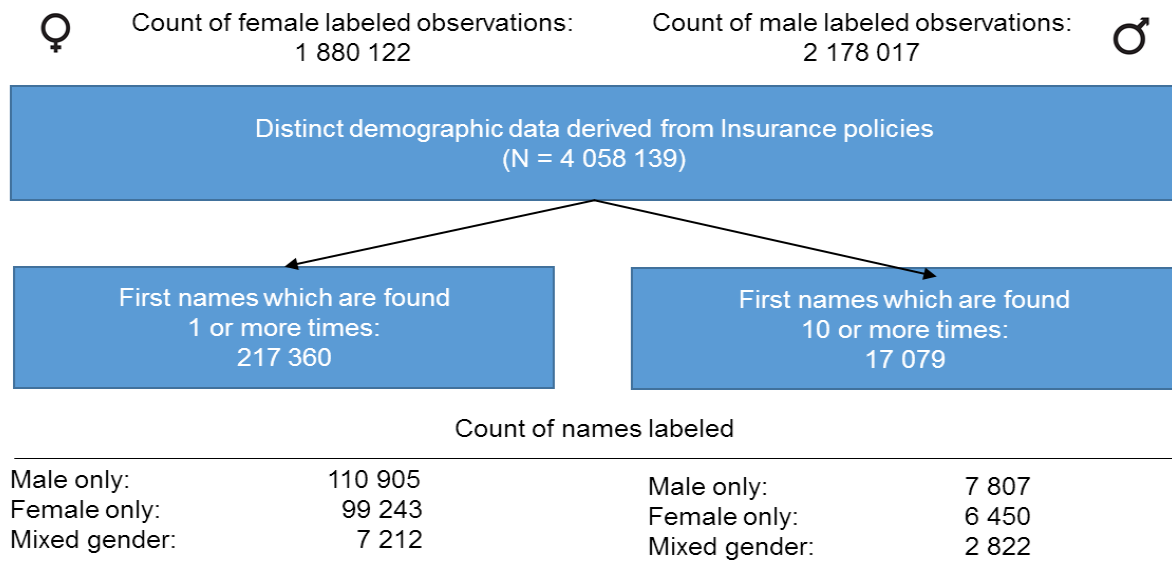 Count of female labeled observations:
1 880 122
Count of male labeled observations:
2 178 017
Distinct demographic data derived from Insurance policies
(N = 4 058 139)
First names which are found
1 or more times:
217 360
First names which are found
10 or more times:
17 079
Count of names labeled
Male only: 110 905
Female only: 99 243
Mixed gender: 7 212
Male only: 7 807
Female only: 6 450
Mixed gender: 2 822